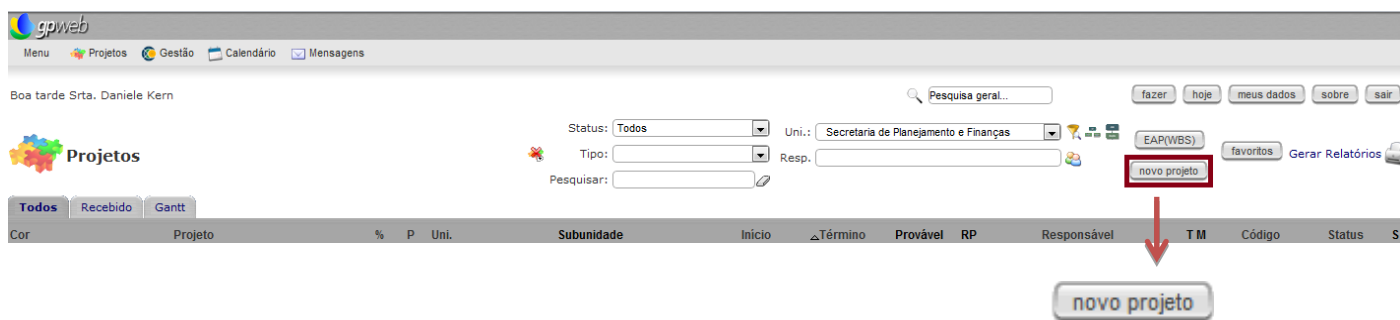 gpweb
Menu Projetos Gestão Calendário Mensagens
Boa tarde Srta. Daniele Kern Pesquisa geral... fazer hoje meus dados sobre sair
Status: Todos Uni.: Secretaria de Planejamento e Finanças EAP(WBS)
Projetos Tipo: Resp. favoritos Gerar Relatórios
Pesquisar: novo projeto
Todos Recebido Gantt
Cor Projeto % P Uni. Subunidade Inicio Término Provável RP Responsável T M Código Status S
novo projeto